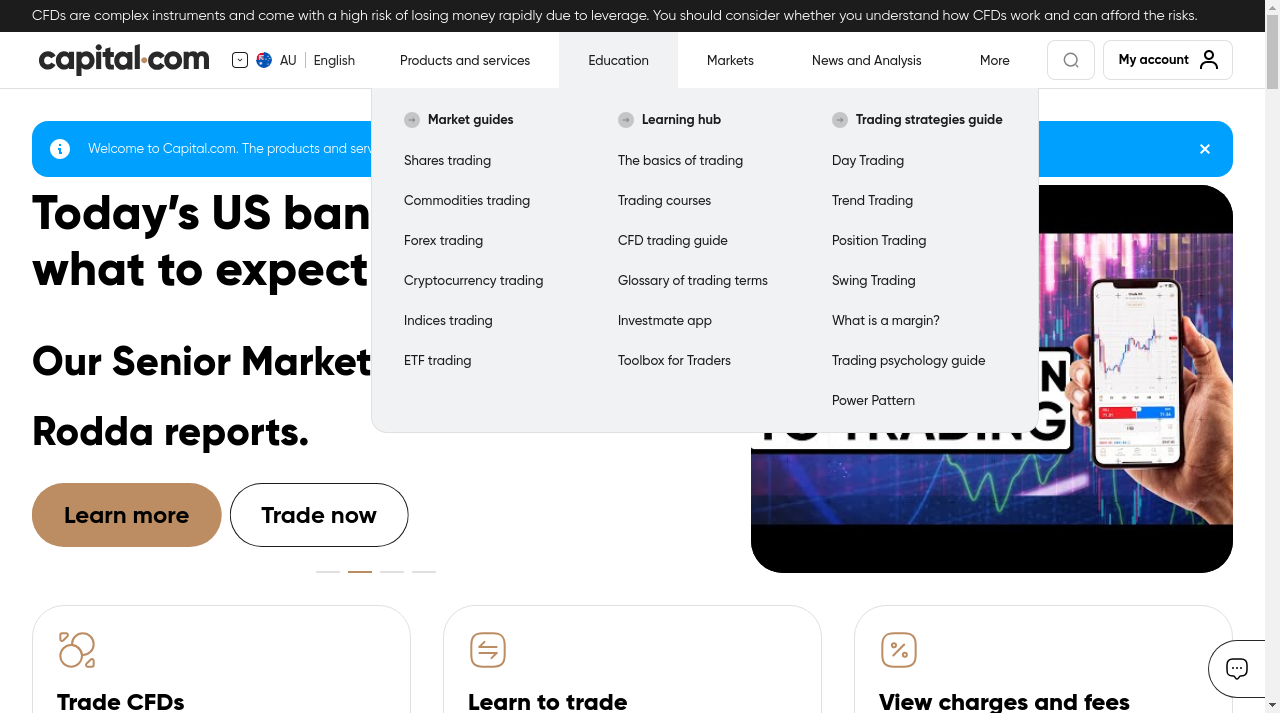 CFDs are complex instruments and come with a high risk of losing money rapidly due to leverage. You should consider whether you understand how CFDs work and can afford the risks.
capital.com
AU
English
Products and services
Education
Markets
News and Analysis
More
My account
Market guides
Shares trading
Commodities trading
Forex trading
Cryptocurrency trading
Indices trading
ETF trading
Learning hub
The basics of trading
Trading courses
CFD trading guide
Glossary of trading terms
Investmate app
Toolbox for Traders
Trading strategies guide
Day Trading
Trend Trading
Position Trading
Swing Trading
What is a margin?
Trading psychology guide
Power Pattern
Welcome to Capital.com. The products and serv
Today's US ban
what to expect
Our Senior Market
Rodda reports.
Learn more
Trade now
Trade CFDs
Learn to trade
View charges and fees